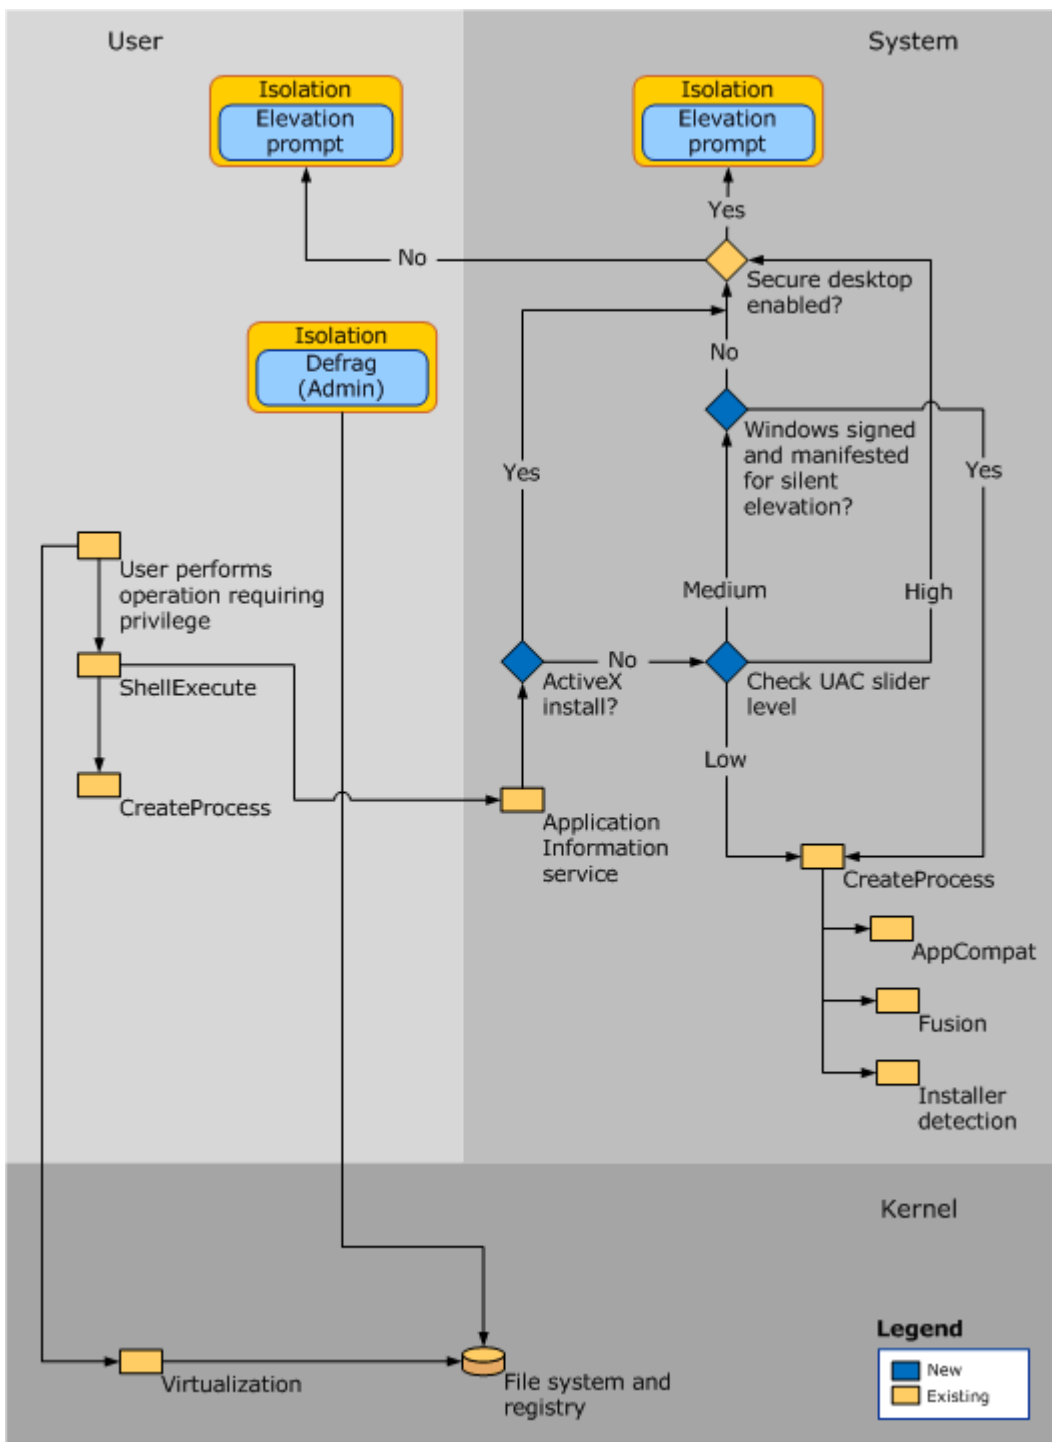 User
System
Isolation
Elevation
prompt
Isolation
Elevation
prompt
Yes
No
Secure desktop
enabled?
Isolation
Defrag
(Admin)
No
Windows signed
and manifested
for silent
elevation?
Yes
Yes
User performs
operation requiring
privilege
Medium
High
ShellExecute
ActiveX
install?
No
Check UAC slider
level
Low
CreateProcess
Application
Information
service
CreateProcess
AppCompat
Fusion
Installer
detection
Kernel
Virtualization
File system and
registry
Legend
New
Existing